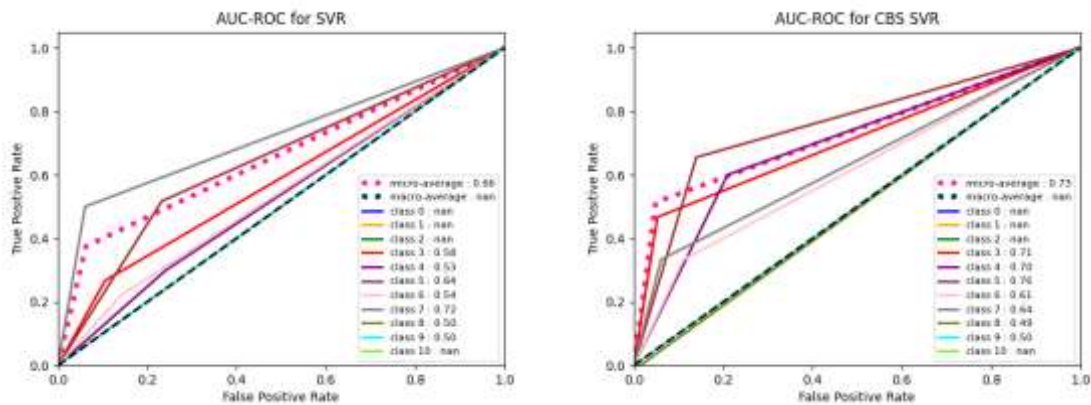 AUC-ROC for SVR
1.0
0.8
0.6
0.4
0.2
0.0
True Positive Rate
micro-average : 0.66
macro-average : nan
class 0 : nan
class 1 : nan
class 2 : nan
class 3 : 0.58
class 4 : 0.53
class 5 : 0.64
class 6 : 0.54
class 7 : 0.72
class 8 : 0.50
class 9 : 0.50
class 10 : nan
0.0 0.2 0.4 0.6 0.8 1.0
False Positive Rate
AUC-ROC for CBS SVR
1.0
0.8
0.6
0.4
0.2
0.0
True Positive Rate
micro-average : 0.73
macro-average : nan
class 0 : nan
class 1 : nan
class 2 : nan
class 3 : 0.71
class 4 : 0.70
class 5 : 0.76
class 6 : 0.61
class 7 : 0.64
class 8 : 0.49
class 9 : 0.50
class 10 : nan
0.0 0.2 0.4 0.6 0.8 1.0
False Positive Rate